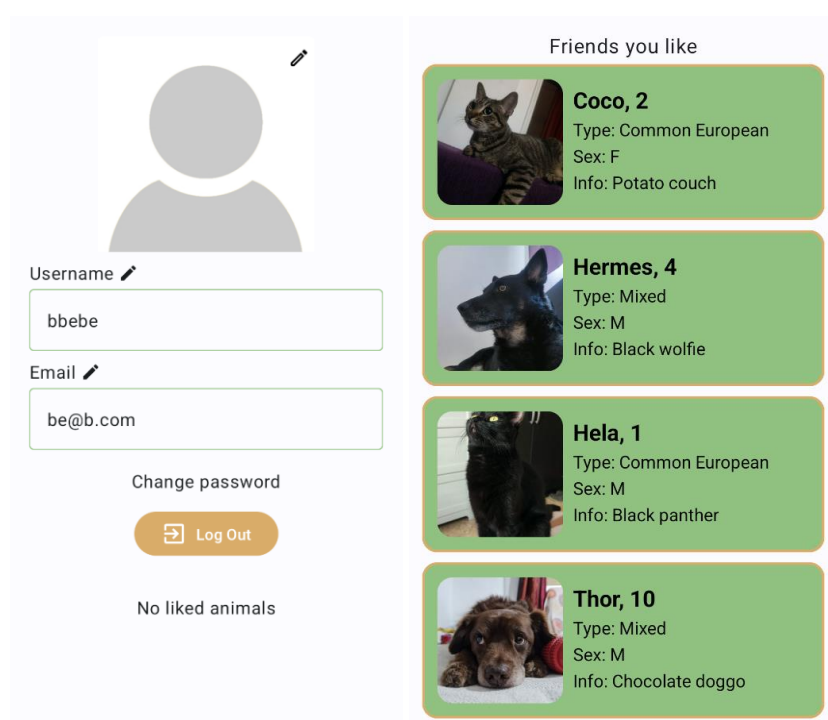 Username
bbebe
Email
be@b.com
Change password
Log Out
No liked animals
Friends you like
Coco, 2
Type: Common European
Sex: F
Info: Potato couch
Hermes, 4
Type: Mixed
Sex: M
Info: Black wolfie
Hela, 1
Type: Common European
Sex: M
Info: Black panther
Thor, 10
Type: Mixed
Sex: M
Info: Chocolate doggo